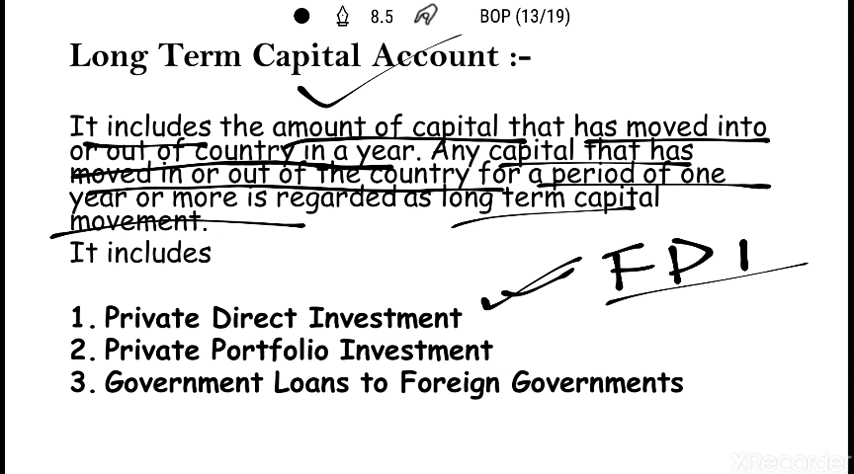 8.5 BOP (13/19)
Long Term Capital Account :-
It includes the amount of capital that has moved into
or out of country in a year. Any capital that has
moved in or out of the country for a period of one
year or more is regarded as long term capital
movement.
It includes
FDI
1. Private Direct Investment
2. Private Portfolio Investment
3. Government Loans to Foreign Governments
XRecorder